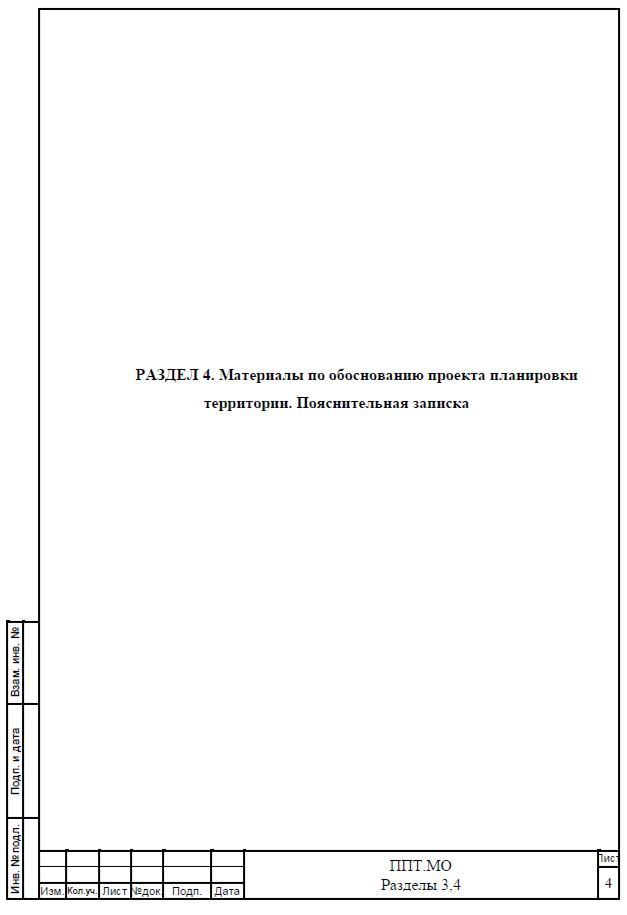 РАЗДЕЛ 4. Материалы по обоснованию проекта планировки
территории. Пояснительная записка
Взам. инв. №
Подп. и дата
Инв. № подл.
Изм. Кол.уч. Лист №док. Подп. Дата
ППТ.МО
Разделы 3,4
Лист
4